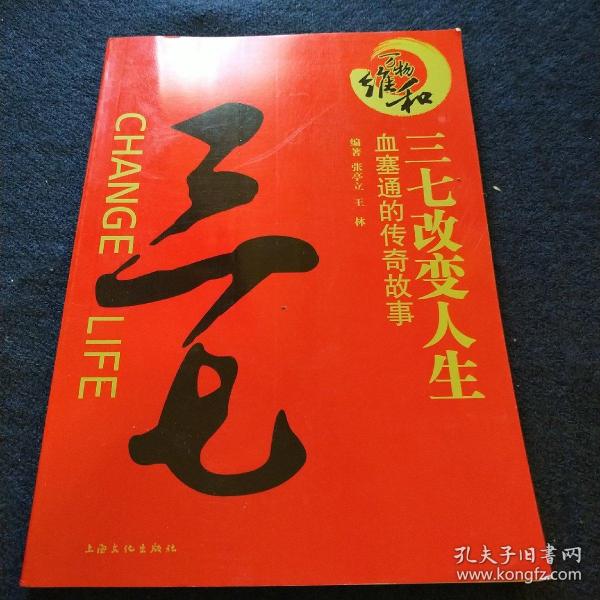 万物
维和
三七改变人生
血塞通的传奇故事
编著 张亭立 王林
三七
CHANGE LIFE
上海文化出版社
孔夫子旧书网
www.kongfz.com